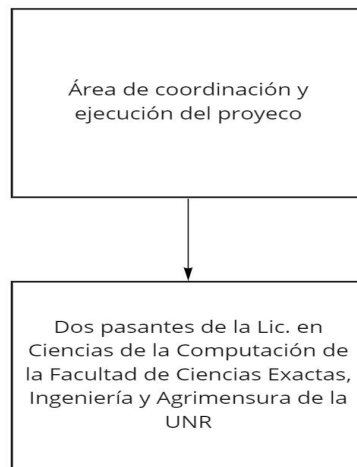 Área de coordinación y
ejecución del proyeco
Dos pasantes de la Lic. en
Ciencias de la Computación de
la Facultad de Ciencias Exactas,
Ingeniería y Agrimensura de la
UNR